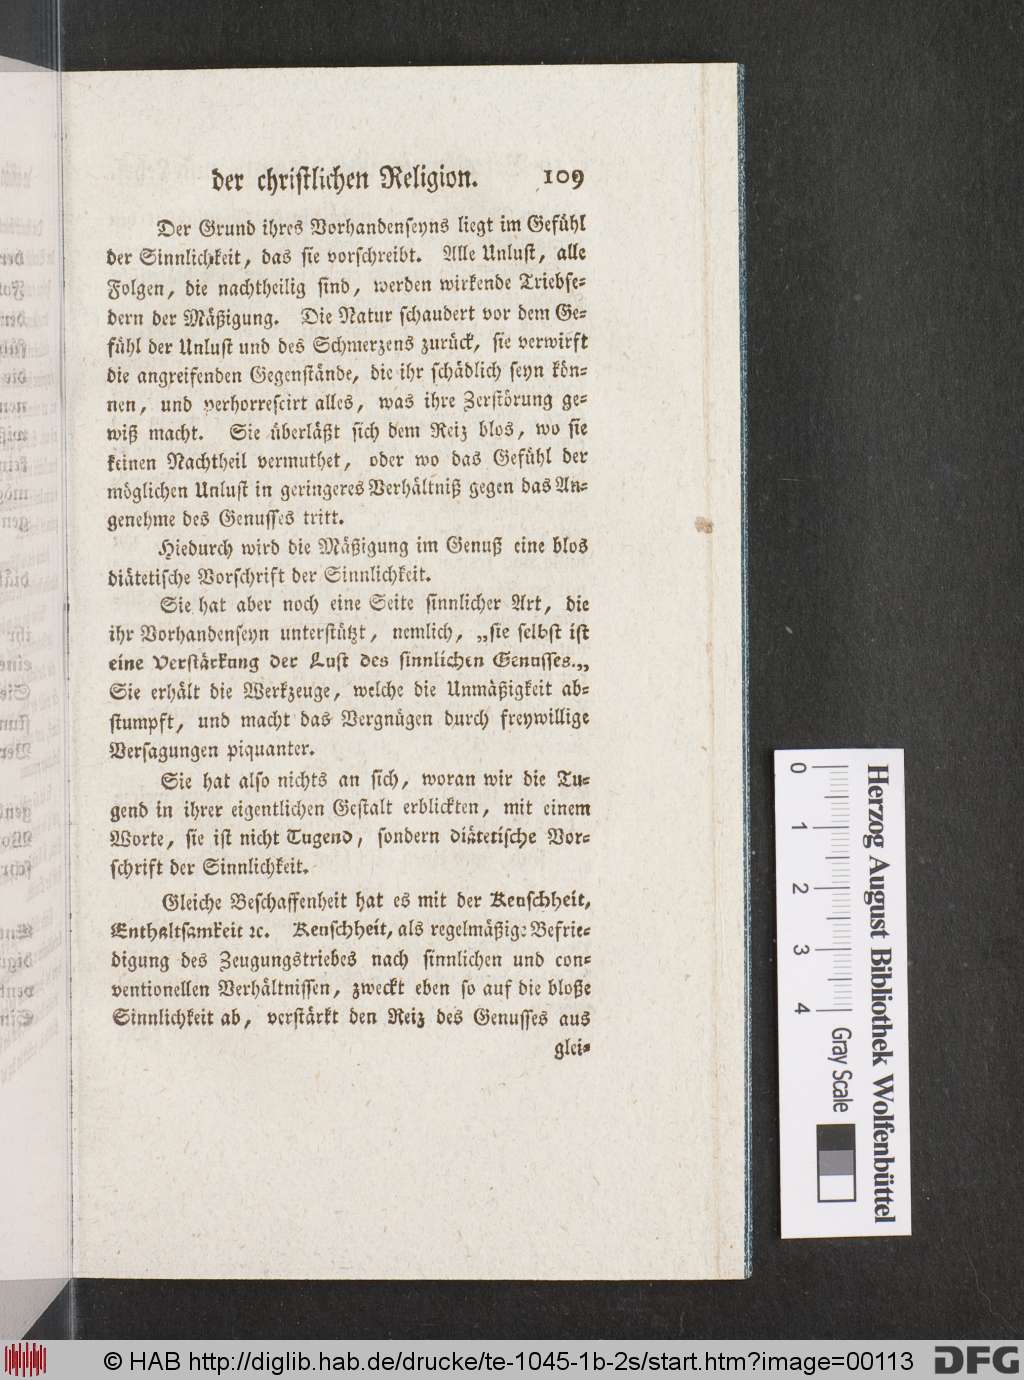 der christlichen Religion. 109
Der Grund ihres Vorhandenseyns liegt im Gefühl
der Sinnlichkeit, das sie vorschreibt. Alle Unlust, alle
Folgen, die nachtheilig sind, werden wirkende Triebfe-
dern der Mäßigung. Die Natur schaudert vor dem Ge-
fühl der Unlust und des Schmerzens zurück, sie verwirft
die angreifenden Gegenstände, die ihr schädlich seyn kön-
nen, und verhorrescirt alles, was ihre Zerstörung ge-
wiß macht. Sie überläßt sich dem Reiz blos, wo sie
keinen Nachtheil vermuthet, oder wo das Gefühl der
möglichen Unlust in geringeres Verhältniß gegen das An-
genehme des Genusses tritt.
Hiedurch wird die Mäßigung im Genuß eine blos
diätetische Vorschrift der Sinnlichkeit.
Sie hat aber noch eine Seite sinnlicher Art, die
ihr Vorhandenseyn unterstützt, nemlich, „sie selbst ist
eine Verstärkung der Lust des sinnlichen Genusses.„
Sie erhält die Werkzeuge, welche die Unmäßigkeit ab-
stumpft, und macht das Vergnügen durch freywillige
Versagungen piquanter.
Sie hat also nichts an sich, woran wir die Tu-
gend in ihrer eigentlichen Gestalt erblickten, mit einem
Worte, sie ist nicht Tugend, sondern diätetische Vor-
schrift der Sinnlichkeit.
Gleiche Beschaffenheit hat es mit der Keuschheit,
Enthaltsamkeit ꝛc. Keuschheit, als regelmäßige Befrie-
digung des Zeugungstriebes nach sinnlichen und con-
ventionellen Verhältnissen, zweckt eben so auf die bloße
Sinnlichkeit ab, verstärkt den Reiz des Genusses aus
glei-
0 1 2 3 4
Gray Scale
Herzog August Bibliothek Wolfenbüttel
© HAB http://diglib.hab.de/drucke/te-1045-1b-2s/start.htm?image=00113
DFG